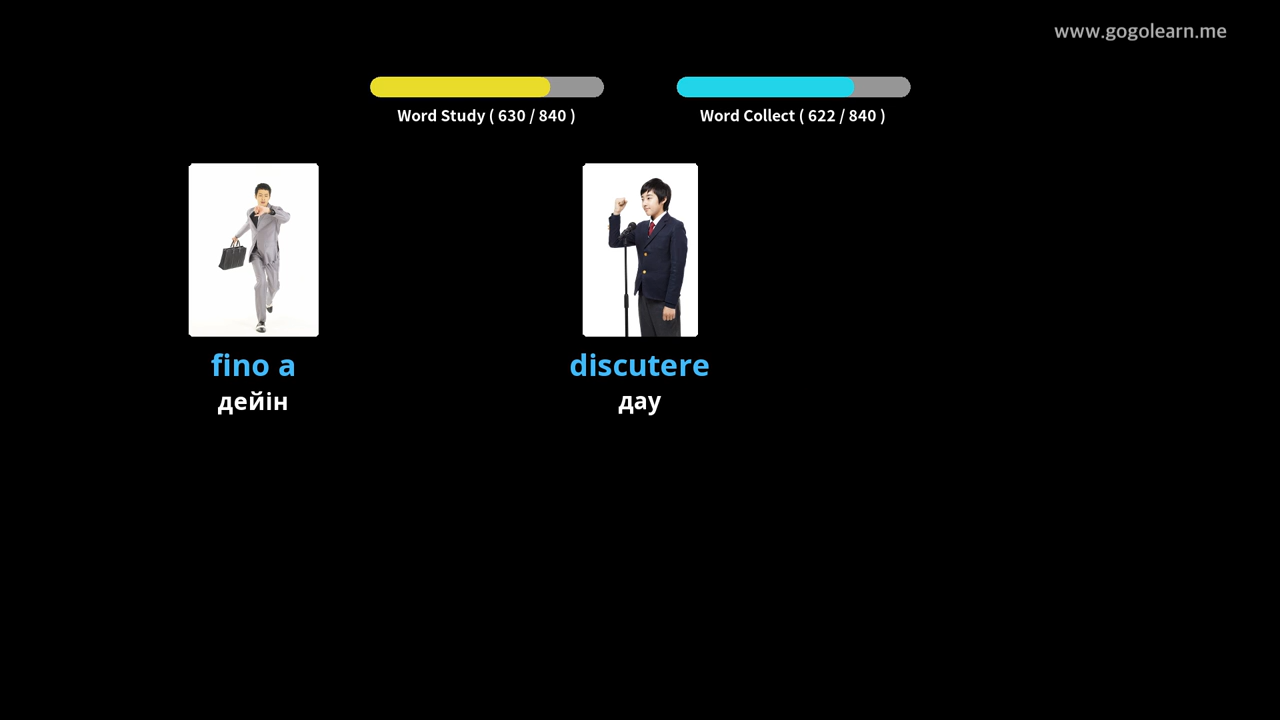 www.gogolearn.me
Word Study ( 630 / 840 )
Word Collect ( 622 / 840 )
fino a
дейін
discutere
дау